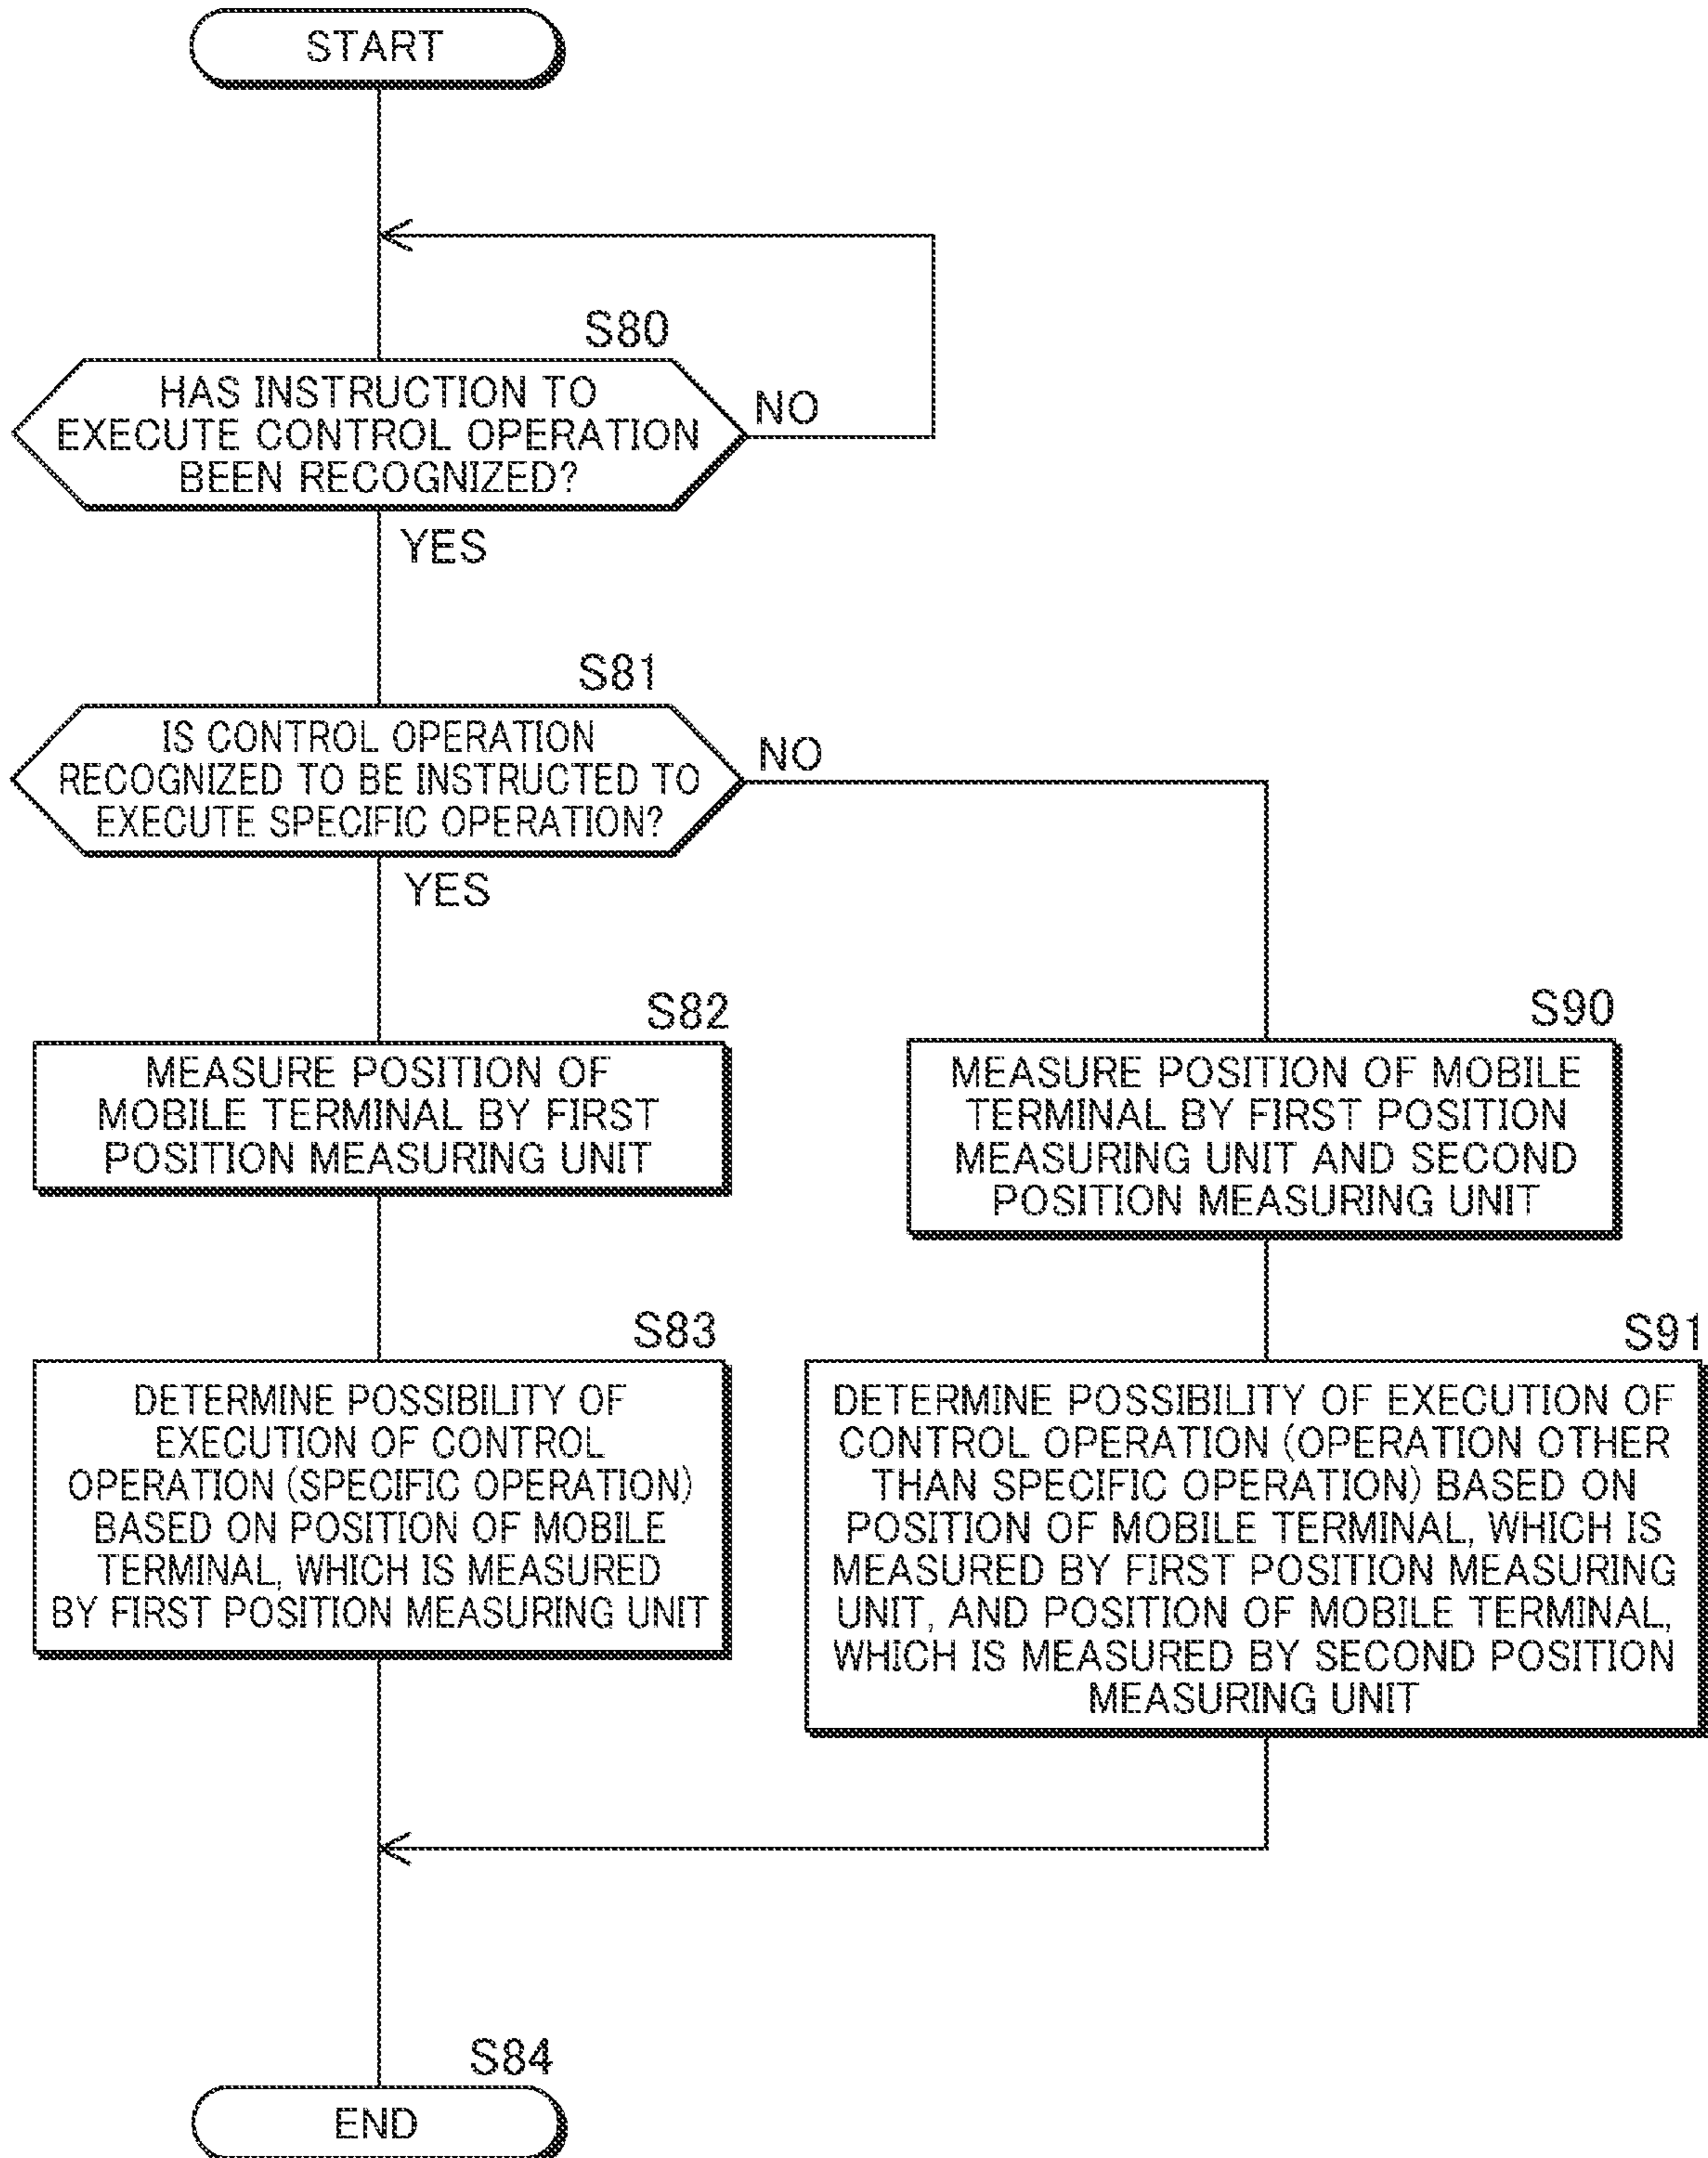 START
S80
HAS INSTRUCTION TO
EXECUTE CONTROL OPERATION
BEEN RECOGNIZED?
NO
YES
S81
IS CONTROL OPERATION
RECOGNIZED TO BE INSTRUCTED TO
EXECUTE SPECIFIC OPERATION?
NO
YES
S82
MEASURE POSITION OF
MOBILE TERMINAL BY FIRST
POSITION MEASURING UNIT
S90
MEASURE POSITION OF MOBILE
TERMINAL BY FIRST POSITION
MEASURING UNIT AND SECOND
POSITION MEASURING UNIT
S83
DETERMINE POSSIBILITY OF
EXECUTION OF CONTROL
OPERATION (SPECIFIC OPERATION)
BASED ON POSITION OF MOBILE
TERMINAL, WHICH IS MEASURED
BY FIRST POSITION MEASURING UNIT
S91
DETERMINE POSSIBILITY OF EXECUTION OF
CONTROL OPERATION (OPERATION OTHER
THAN SPECIFIC OPERATION) BASED ON
POSITION OF MOBILE TERMINAL, WHICH IS
MEASURED BY FIRST POSITION MEASURING
UNIT, AND POSITION OF MOBILE TERMINAL,
WHICH IS MEASURED BY SECOND POSITION
MEASURING UNIT
S84
END